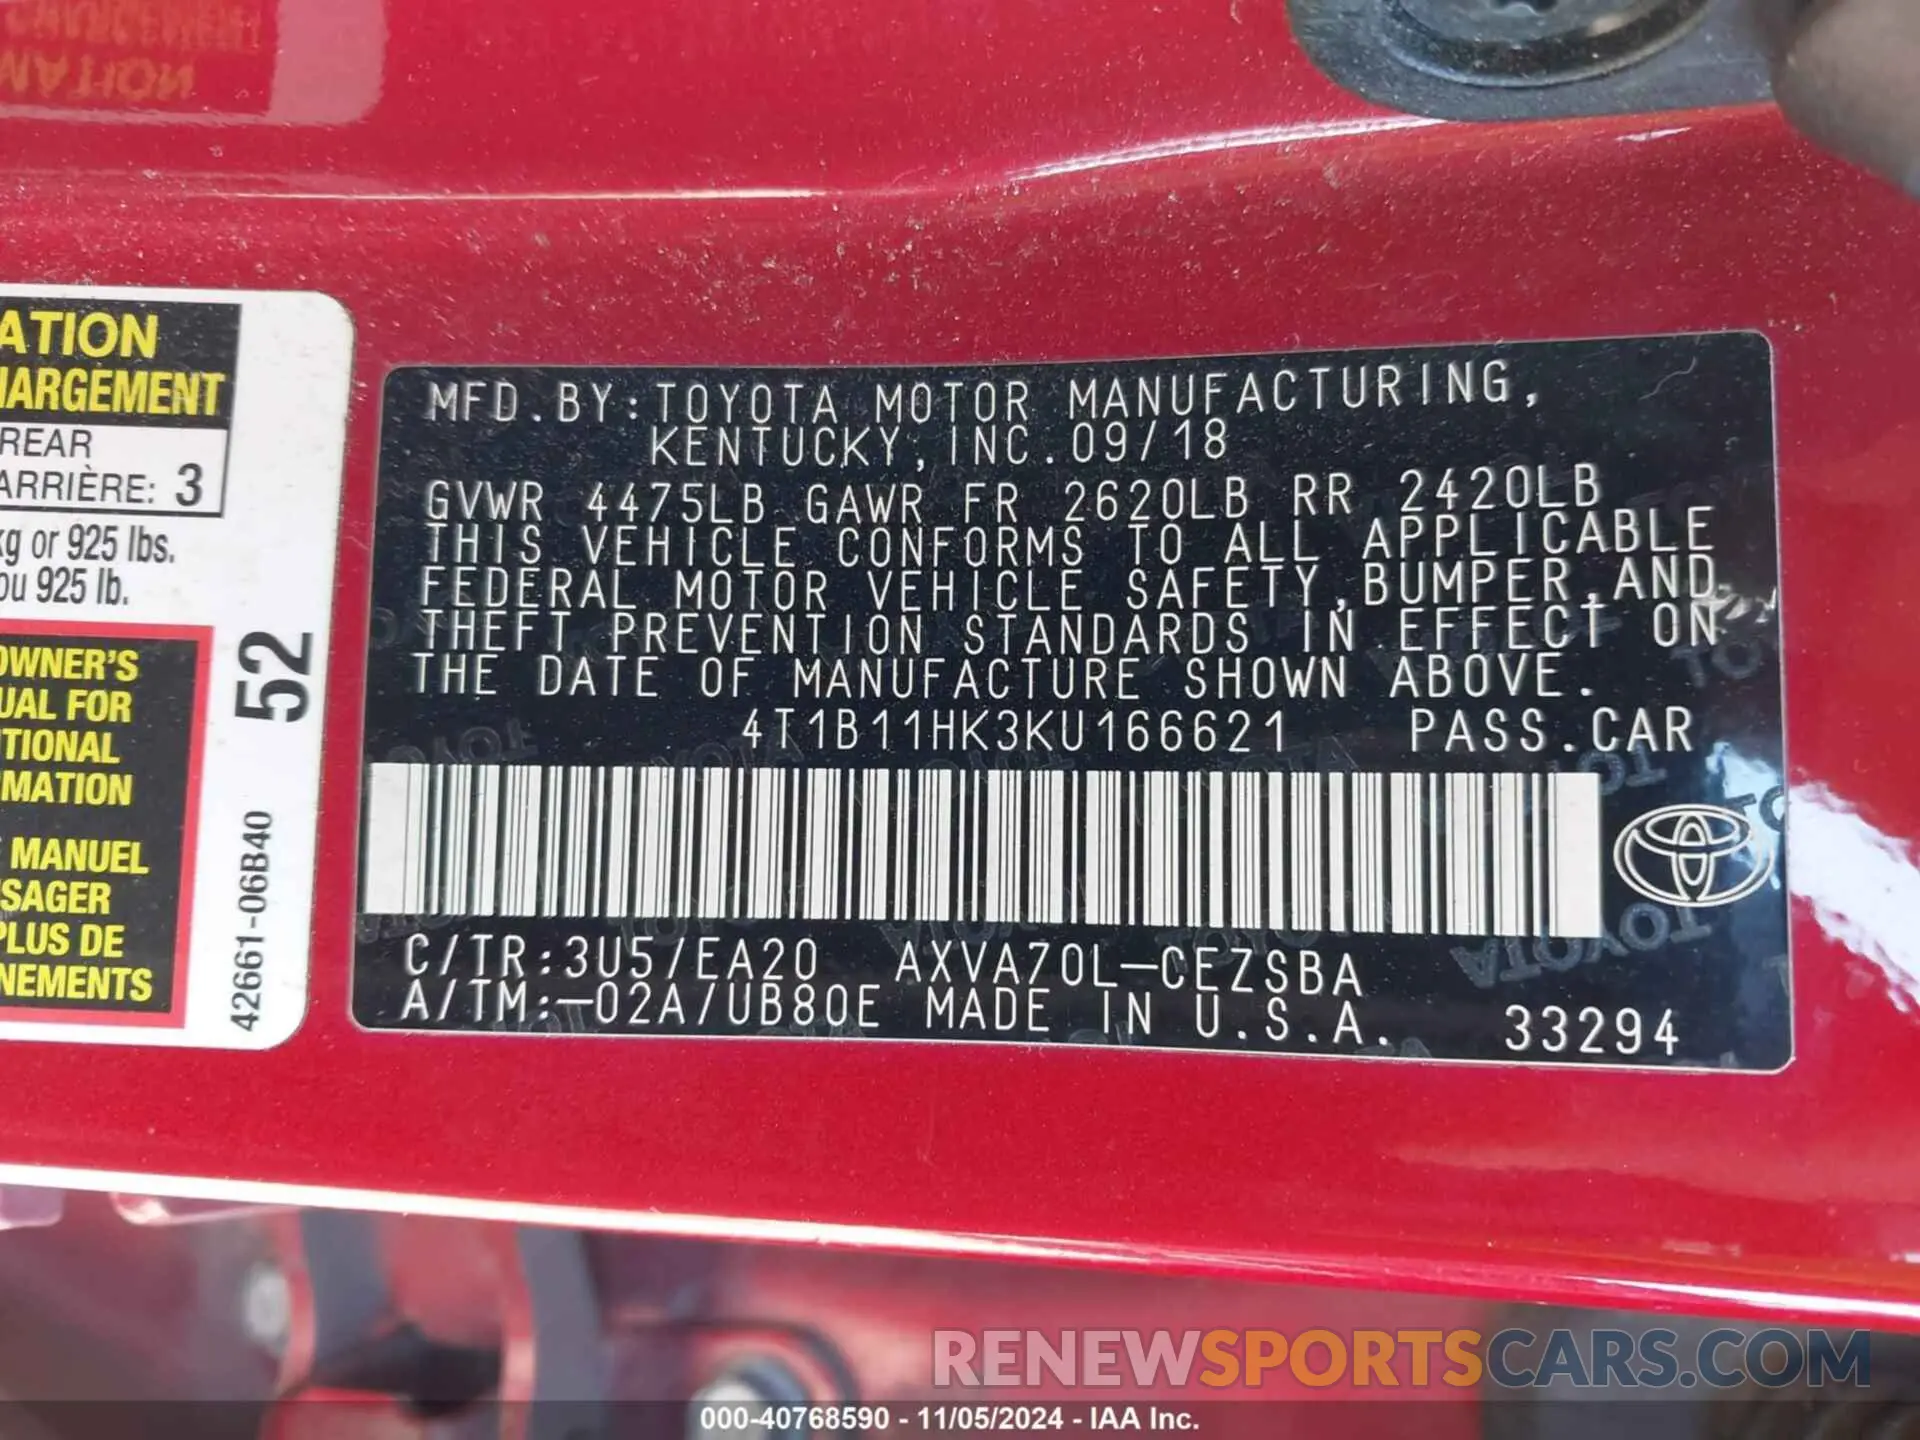 ATION
HARGEMENT
REAR
ARRIÈRE: 3
kg or 925 lbs.
ou 925 lb.
OWNER'S
UAL FOR
ITIONAL
RMATION
MANUEL
SAGER
PLUS DE
NEMENTS
52
42661-06B40
MFD.BY:TOYOTA MOTOR MANUFACTURING,
KENTUCKY,INC.09/18
GVWR 4475LB GAWR FR 2620LB RR 2420LB
THIS VEHICLE CONFORMS TO ALL APPLICABLE
FEDERAL MOTOR VEHICLE SAFETY,BUMPER,AND
THEFT PREVENTION STANDARDS IN EFFECT ON
THE DATE OF MANUFACTURE SHOWN ABOVE.
4T1B11HK3KU166621 PASS.CAR
C/TR:3U5/EA20 AXVA70L-CEZSBA
A/TM:-02A/UB80E MADE IN U.S.A. 33294
RENEWSPORTSCARS.COM
000-40768590 - 11/05/2024 - IAA Inc.